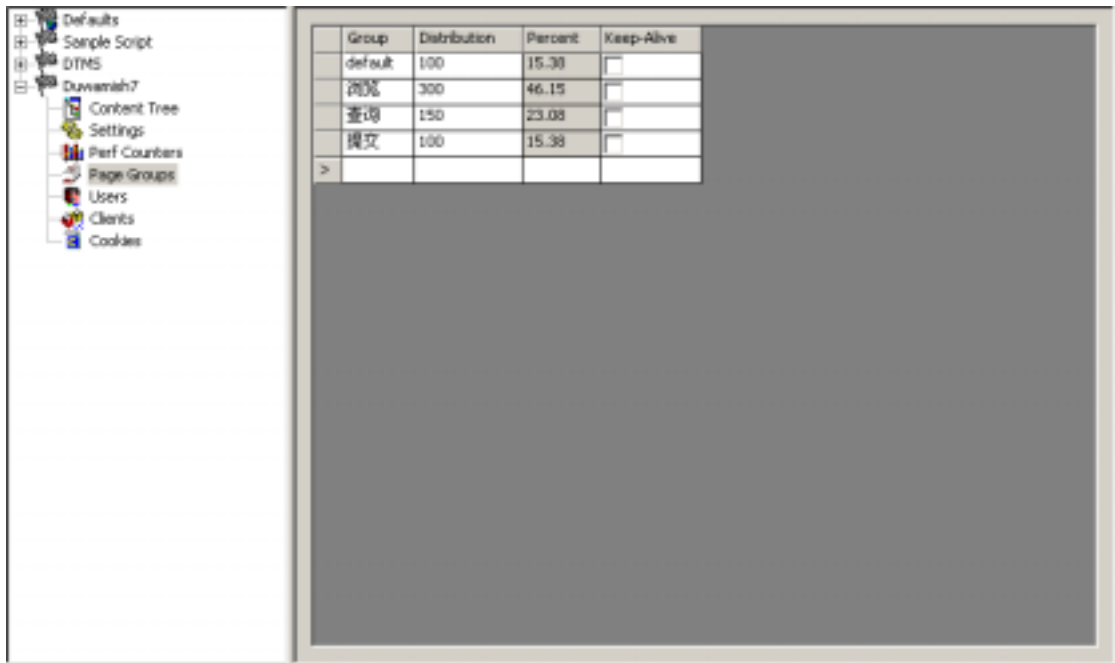 Defaults
Sample Script
DTMS
Duwamish7
Content Tree
Settings
Perf Counters
Page Groups
Users
Clients
Cookies
Group Distribution Percent Keep-Alive
default 100 15.38
浏览 300 46.15
查询 150 23.08
提交 100 15.38
>